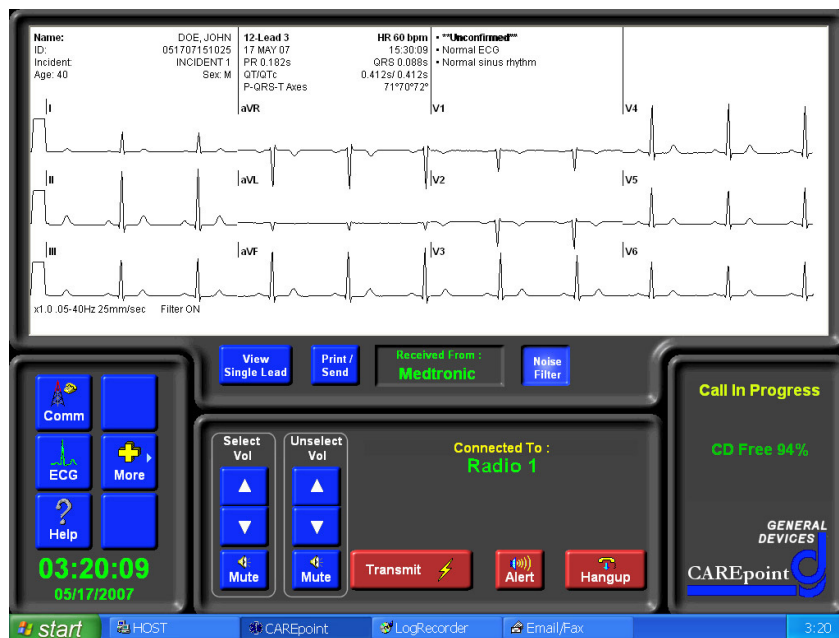 Name: DOE, JOHN
ID: 051707151025
Incident: INCIDENT 1
Age: 40 Sex: M
12-Lead 3 HR 60 bpm
17 MAY 07 15:30:09
PR 0.182s QRS 0.088s
QT/QTc 0.412s/ 0.412s
P-QRS-T Axes 71°70°72°
• **Unconfirmed**
• Normal ECG
• Normal sinus rhythm
I aVR V1 V4
II aVL V2 V5
III aVF V3 V6
x1.0 .05-40Hz 25mm/sec Filter ON
View
Single Lead
Print /
Send
Received From :
Medtronic
Noise
Filter
Comm
ECG
More
Help
03:20:09
05/17/2007
Select
Vol
Mute
Unselect
Vol
Mute
Connected To :
Radio 1
Transmit
Alert
Hangup
Call In Progress
CD Free 94%
GENERAL
DEVICES
CAREpoint
start HOST CAREpoint LogRecorder Email/Fax 3:20